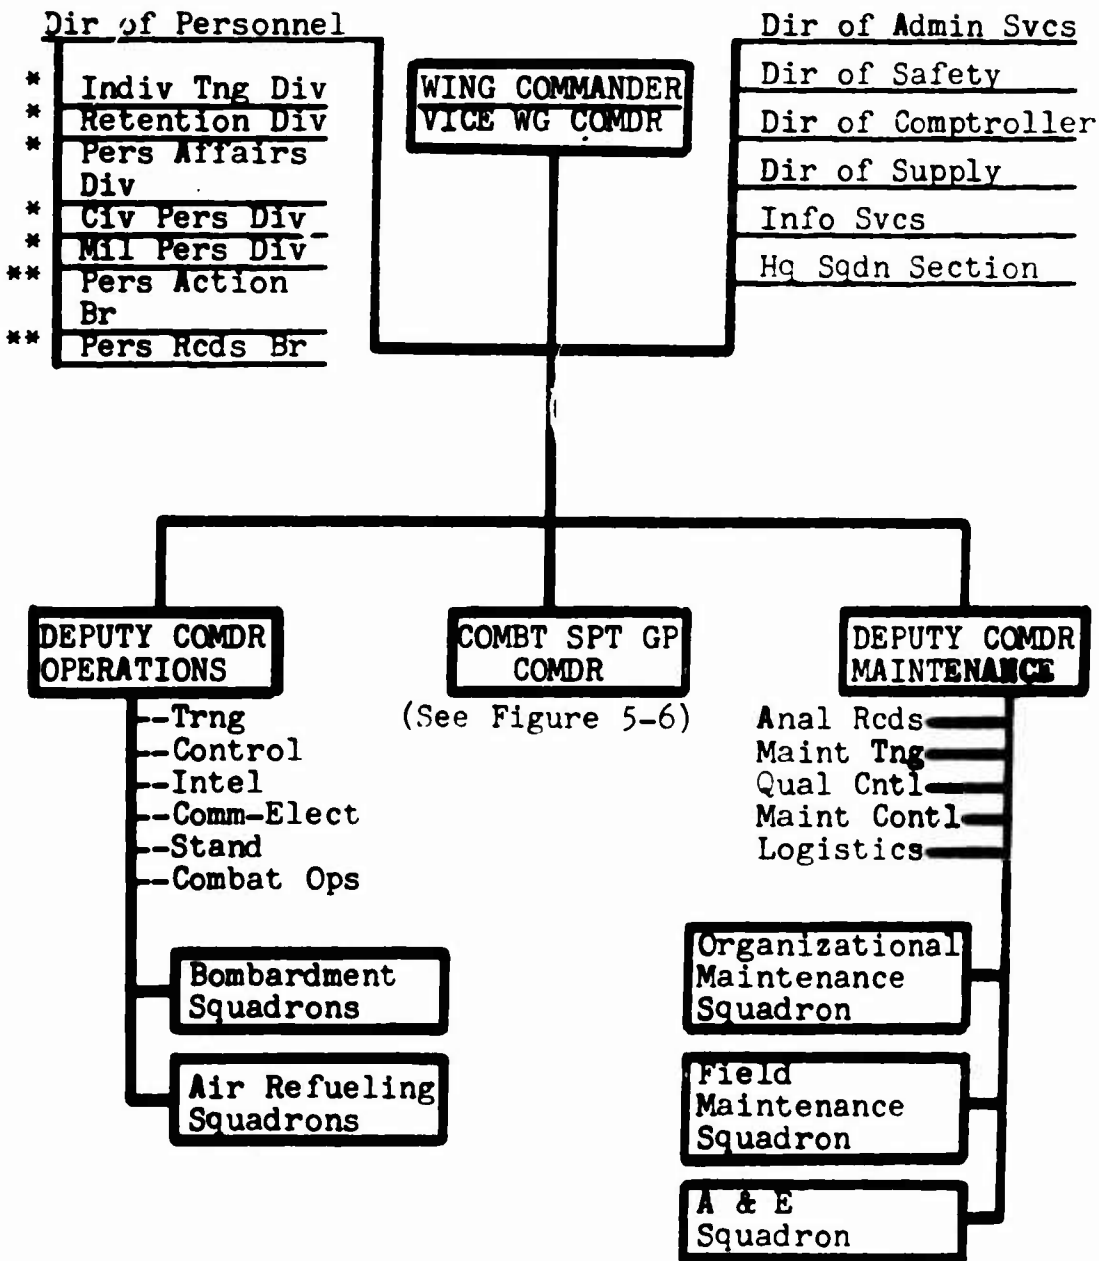 Dir of Personnel
* Indiv Tng Div
* Retention Div
* Pers Affairs
Div
* Civ Pers Div
* Mil Pers Div
** Pers Action
Br
** Pers Rcds Br
WING COMMANDER
VICE WG COMDR
Dir of Admin Svcs
Dir of Safety
Dir of Comptroller
Dir of Supply
Info Svcs
Hq Sqdn Section
DEPUTY COMDR
OPERATIONS
--Trng
--Control
--Intel
--Comm-Elect
--Stand
--Combat Ops
Bombardment
Squadrons
Air Refueling
Squadrons
COMBT SPT GP
COMDR
(See Figure 5-6)
DEPUTY COMDR
MAINTENANCE
Anal Rcds
Maint Tng
Qual Cntl
Maint Contl
Logistics
Organizational
Maintenance
Squadron
Field
Maintenance
Squadron
A & E
Squadron